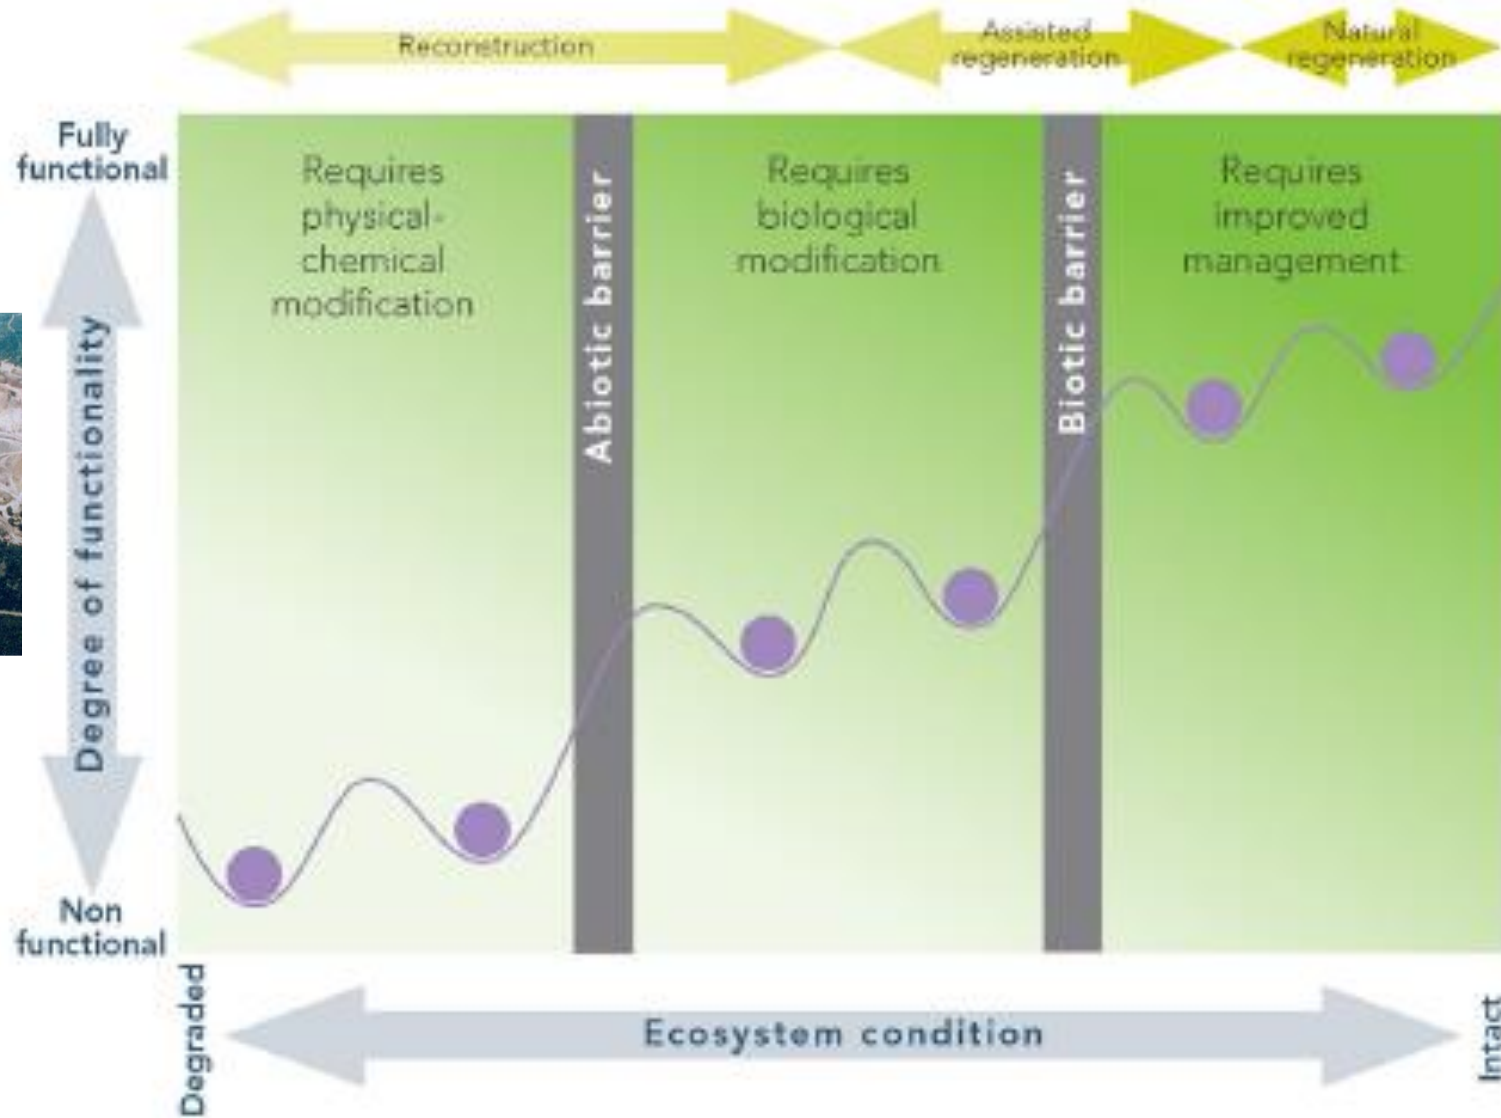 Reconstruction
Assisted
regeneration
Natural
regeneration
Fully
functional
Degree of functionality
Non
functional
Requires
physical-
chemical
modification
Abiotic barrier
Requires
biological
modification
Biotic barrier
Requires
improved
management
Degraded
Ecosystem condition
Intact